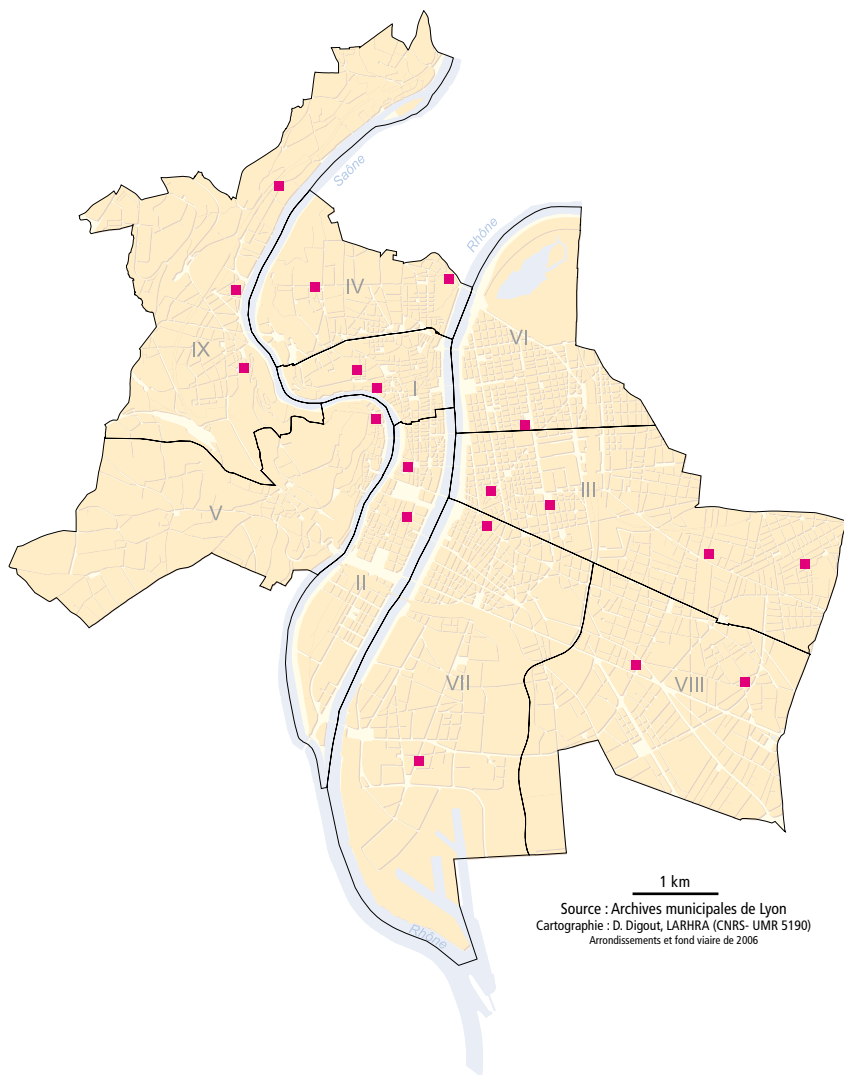 Saône
Rhône
IV
VI
IX
I
III
V
II
VII
VIII
1 km
Source : Archives municipales de Lyon
Cartographie : D. Digout, LARHRA (CNRS- UMR 5190)
Arrondissements et fond viaire de 2006
Rhône